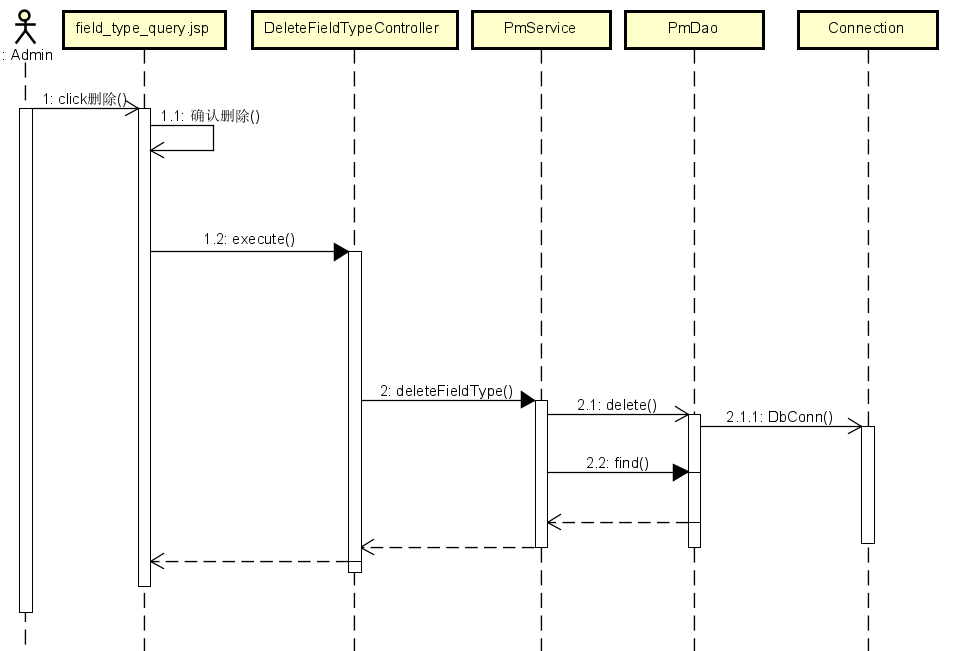 field_type_query.jsp
DeleteFieldTypeController
PmService
PmDao
Connection
: Admin
1: click删除()
1.1: 确认删除()
1.2: execute()
2: deleteFieldType()
2.1: delete()
2.1.1: DbConn()
2.2: find()